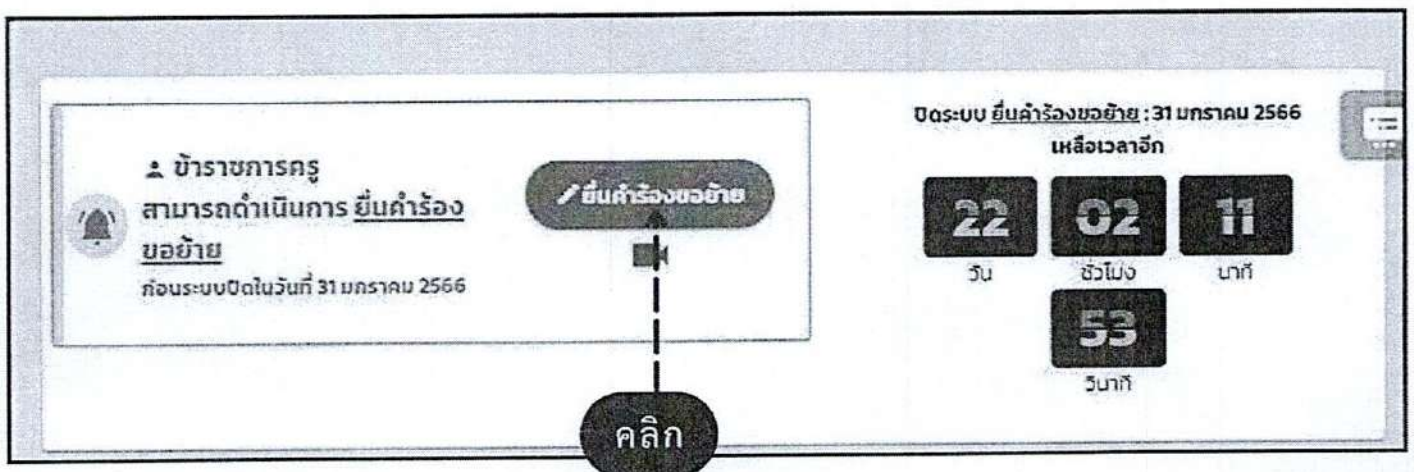 ข้าราชการครู
สามารถดำเนินการ ยื่นคำร้อง
ขอย้าย
ก่อนระบบปิดในวันที่ 31 มกราคม 2566
ยื่นคำร้องขอย้าย
คลิก
ปิดระบบ ยื่นคำร้องขอย้าย : 31 มกราคม 2566
เหลือเวลาอีก
22 02 11
วัน ชั่วโมง นาที
53
วินาที